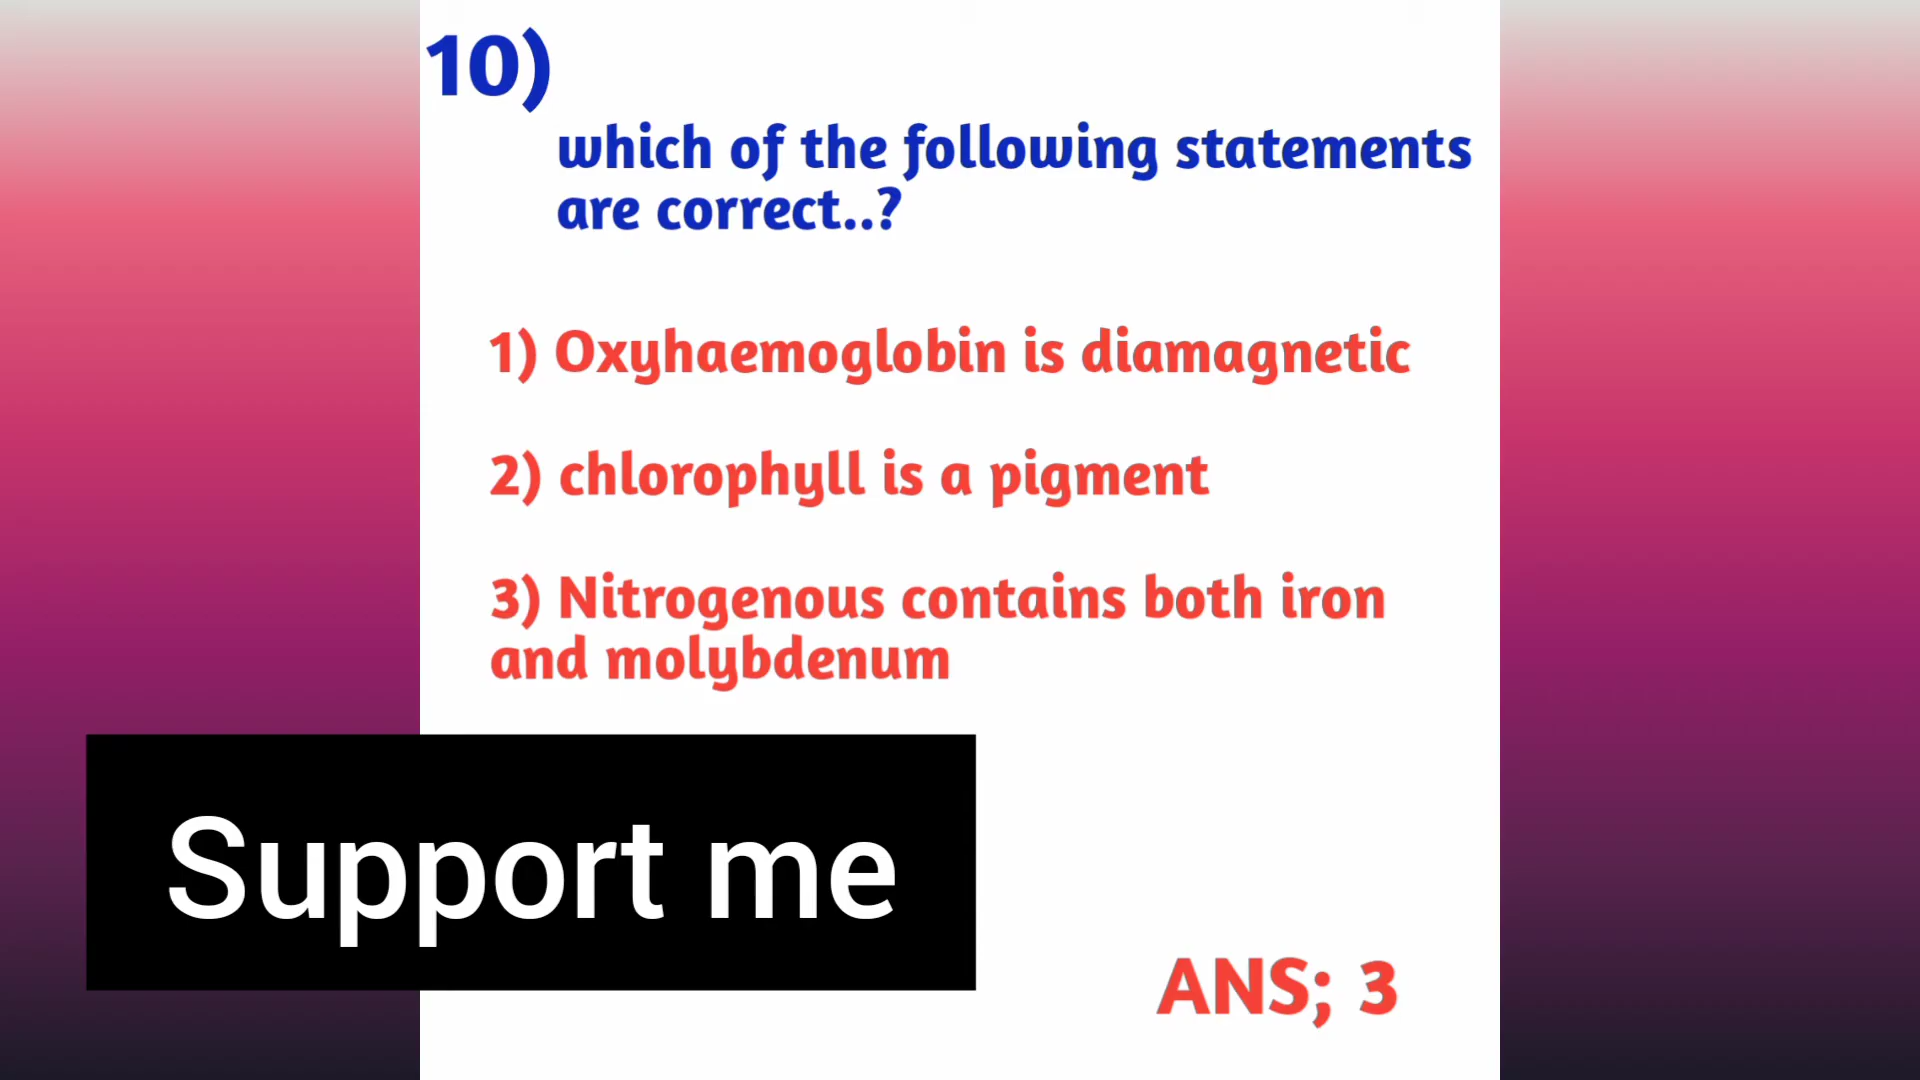 10)
which of the following statements
are correct..?
1) Oxyhaemoglobin is diamagnetic
2) chlorophyll is a pigment
3) Nitrogenous contains both iron
and molybdenum
Support me
ANS; 3